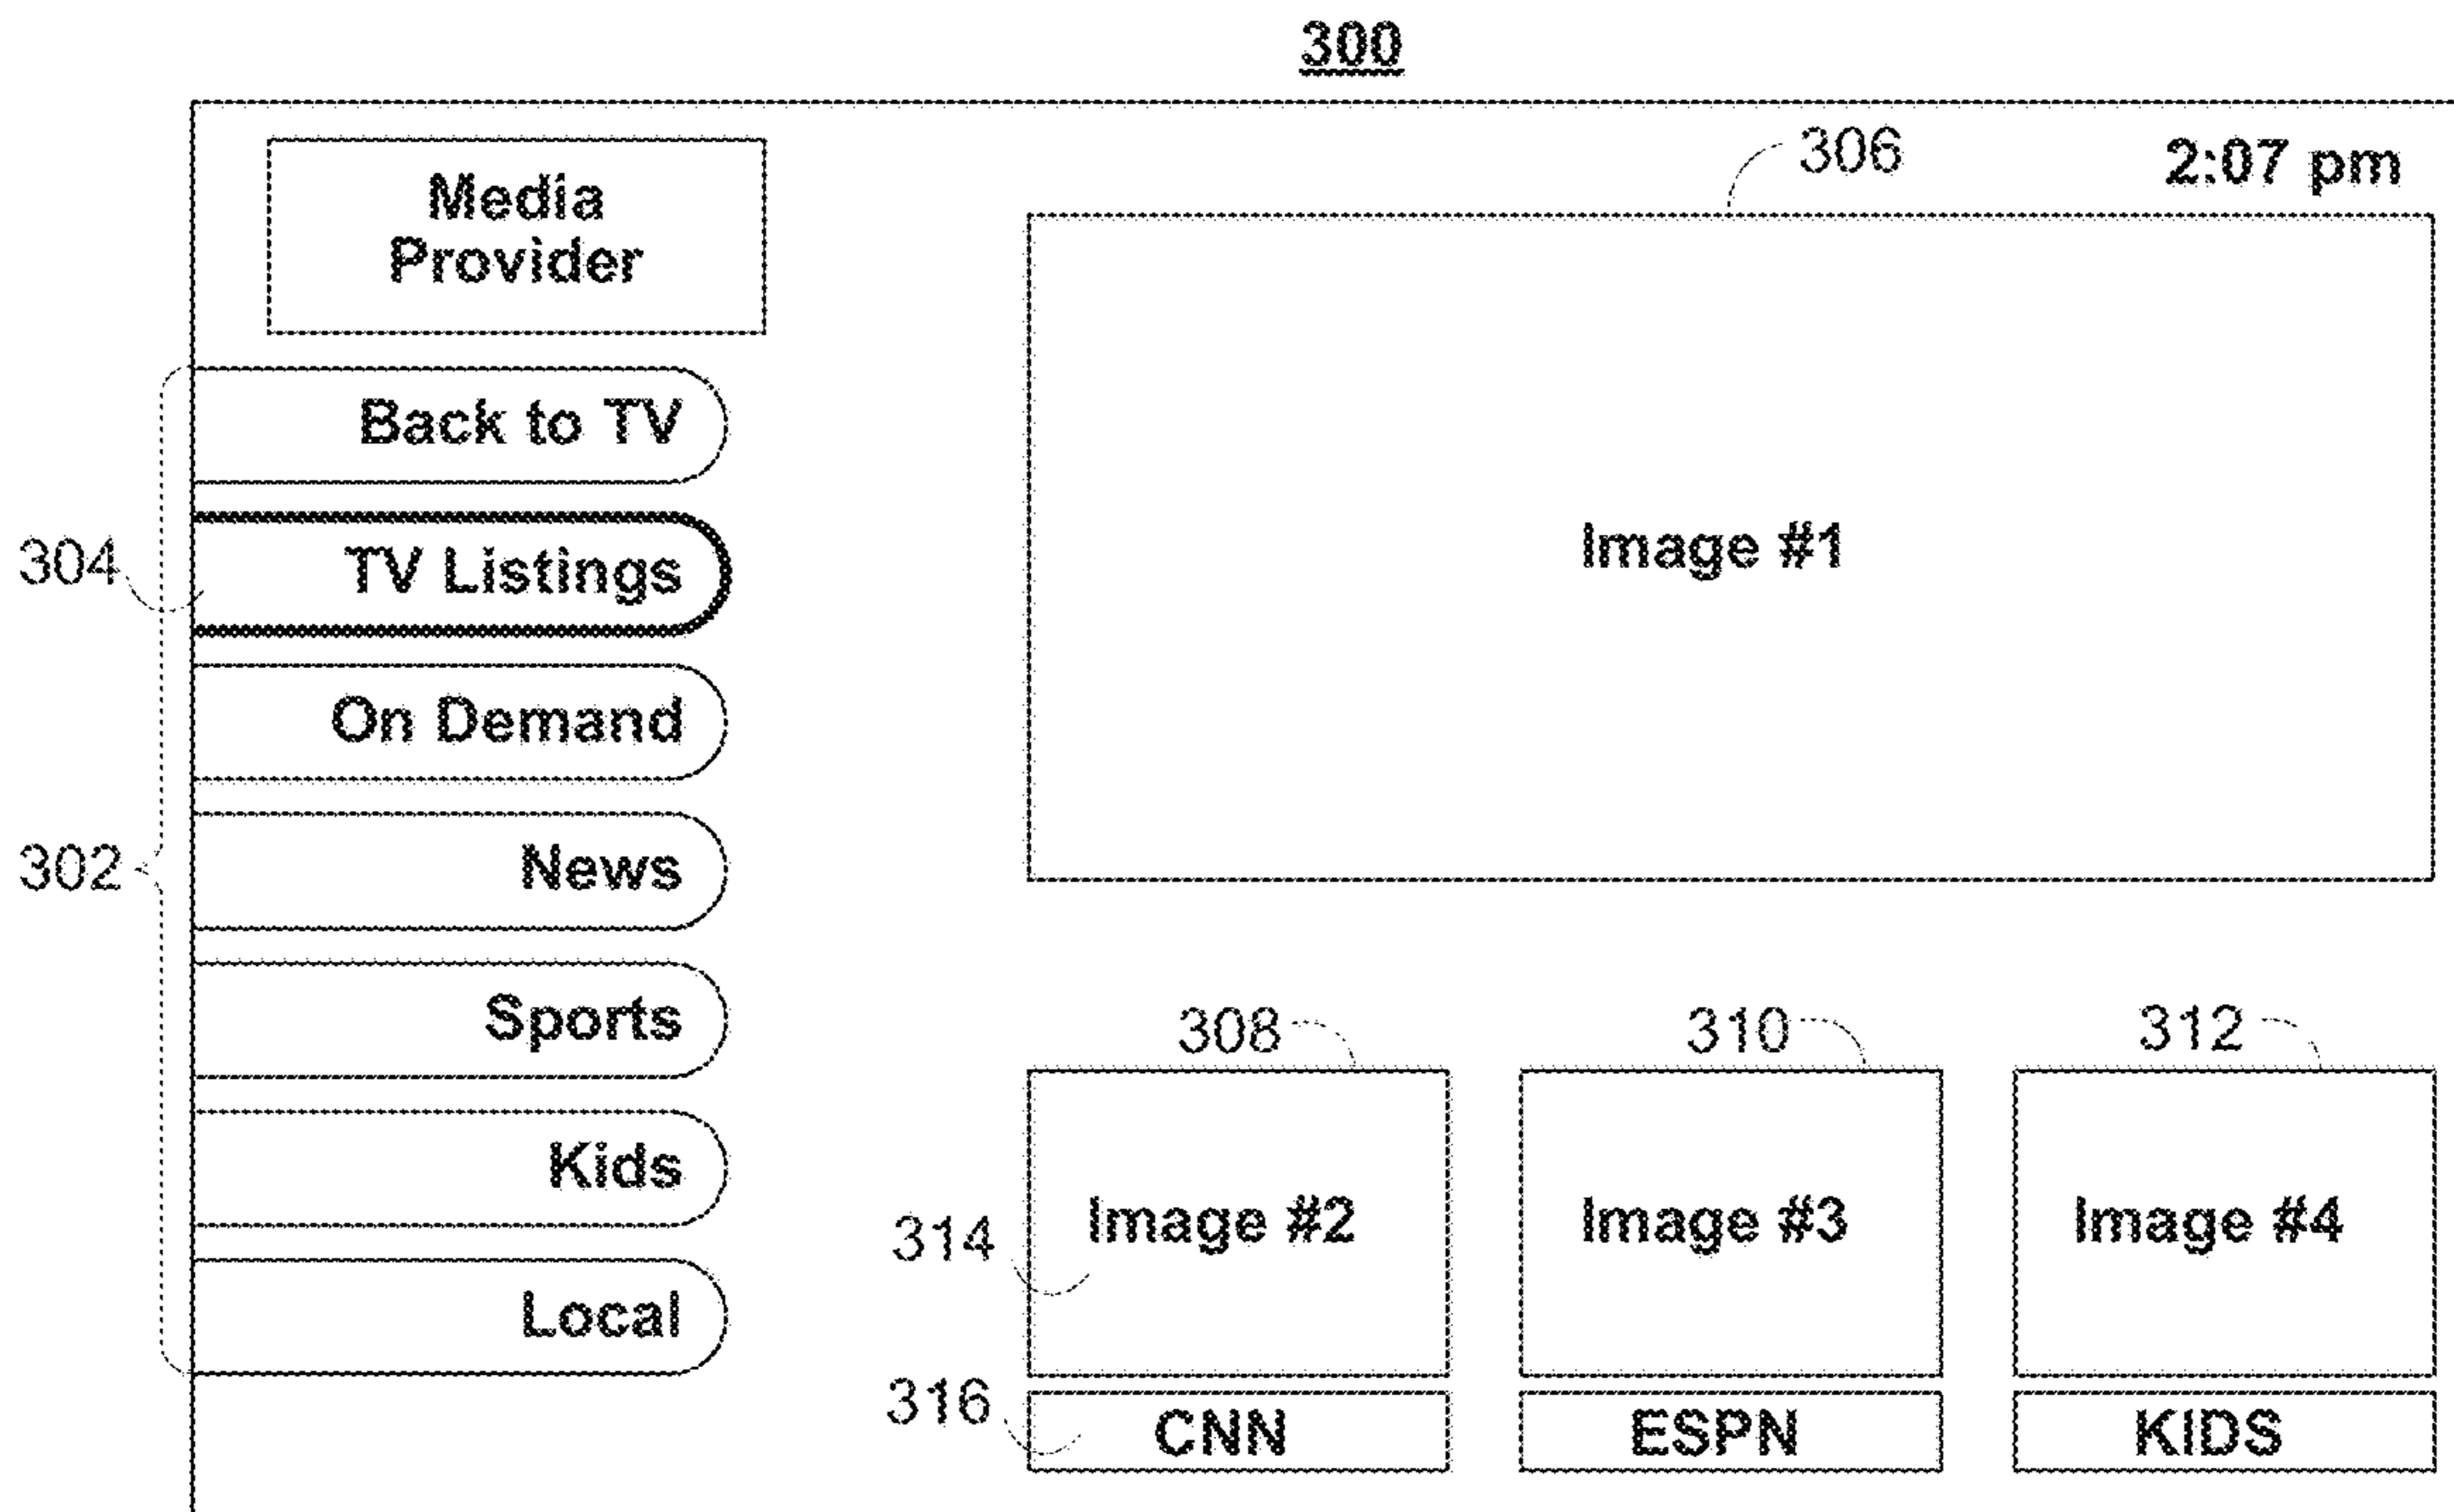 300
Media
Provider
306
2:07 pm
Back to TV
304
TV Listings
Image #1
On Demand
302
News
Sports
308
310
312
Kids
314
Image #2
Image #3
Image #4
Local
316
CNN
ESPN
KIDS